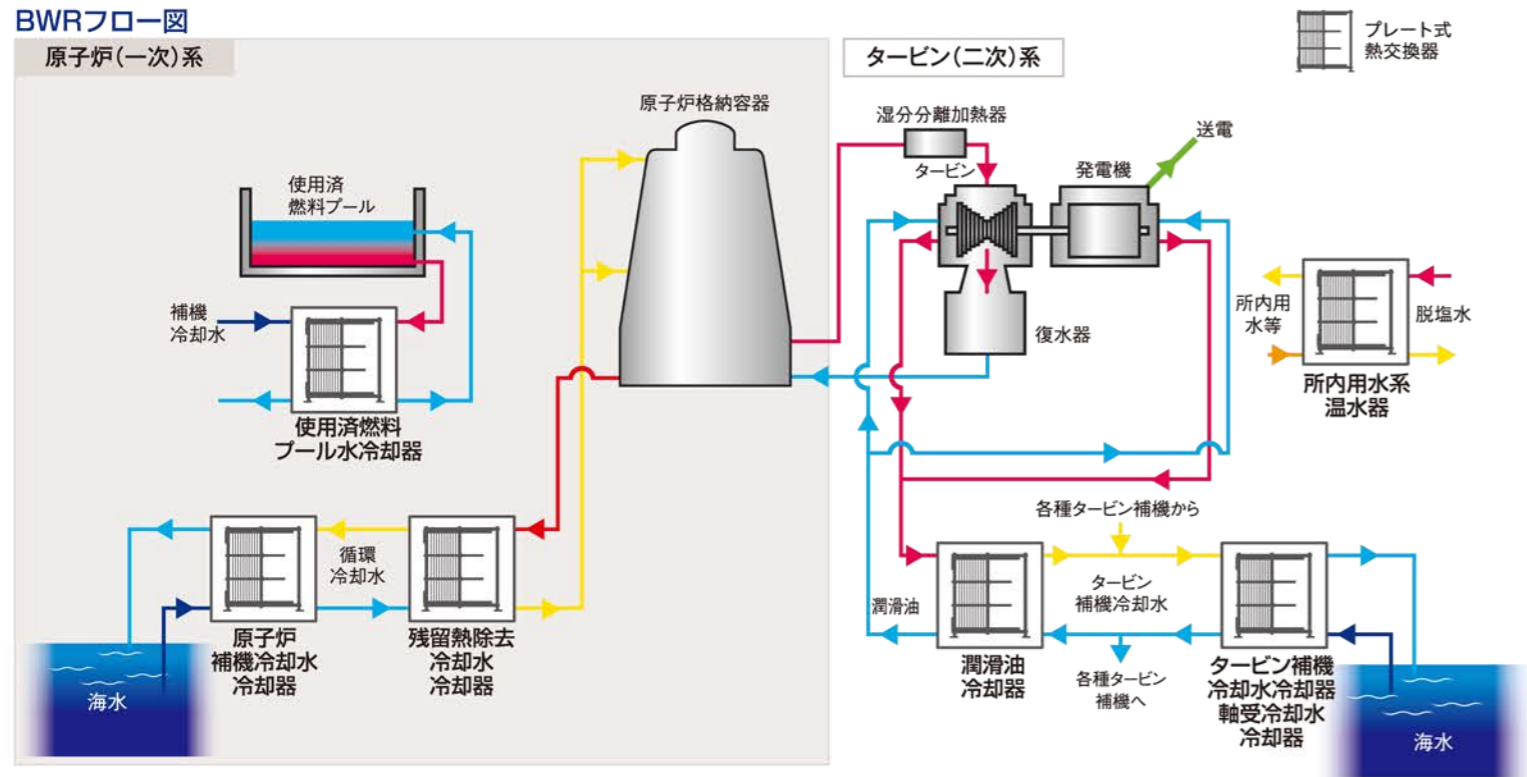 BWRフロー図
原子炉(一次)系
タービン(二次)系
プレート式
熱交換器
原子炉格納容器
湿分分離加熱器
送電
タービン
発電機
使用済
燃料プール
補機
冷却水
復水器
所内用
水等
脱塩水
所内用水系
温水器
使用済燃料
プール水冷却器
各種タービン補機から
循環
冷却水
タービン
補機冷却水
潤滑油
原子炉
補機冷却水
冷却器
残留熱除去
冷却水
冷却器
潤滑油
冷却器
各種タービン
補機へ
タービン補機
冷却水冷却器
軸受冷却水
冷却器
海水
海水